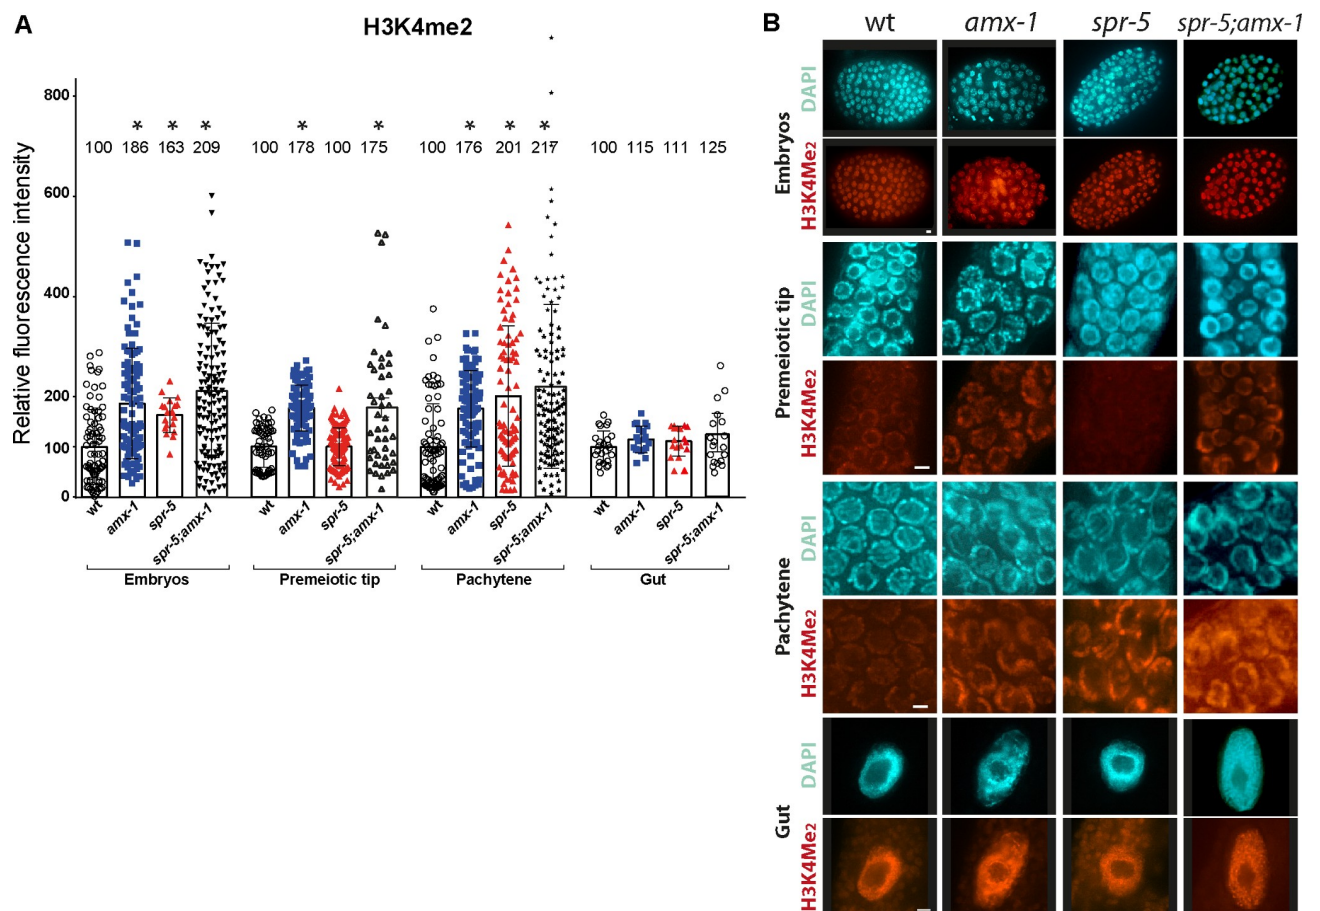 A
H3K4me2
Relative fluorescence intensity
800
600
400
200
100
0
* * * * * * * *
100 186 163 209 100 178 100 175 100 176 201 217 100 115 111 125
wt amx-1 spr-5 spr-5;amx-1 wt amx-1 spr-5 spr-5;amx-1 wt amx-1 spr-5 spr-5;amx-1 wt amx-1 spr-5 spr-5;amx-1
Embryos Premeiotic tip Pachytene Gut
B
wt amx-1 spr-5 spr-5;amx-1
Embryos
DAPI
H3K4Me2
Premeiotic tip
DAPI
H3K4Me2
Pachytene
DAPI
H3K4Me2
Gut
DAPI
H3K4Me2